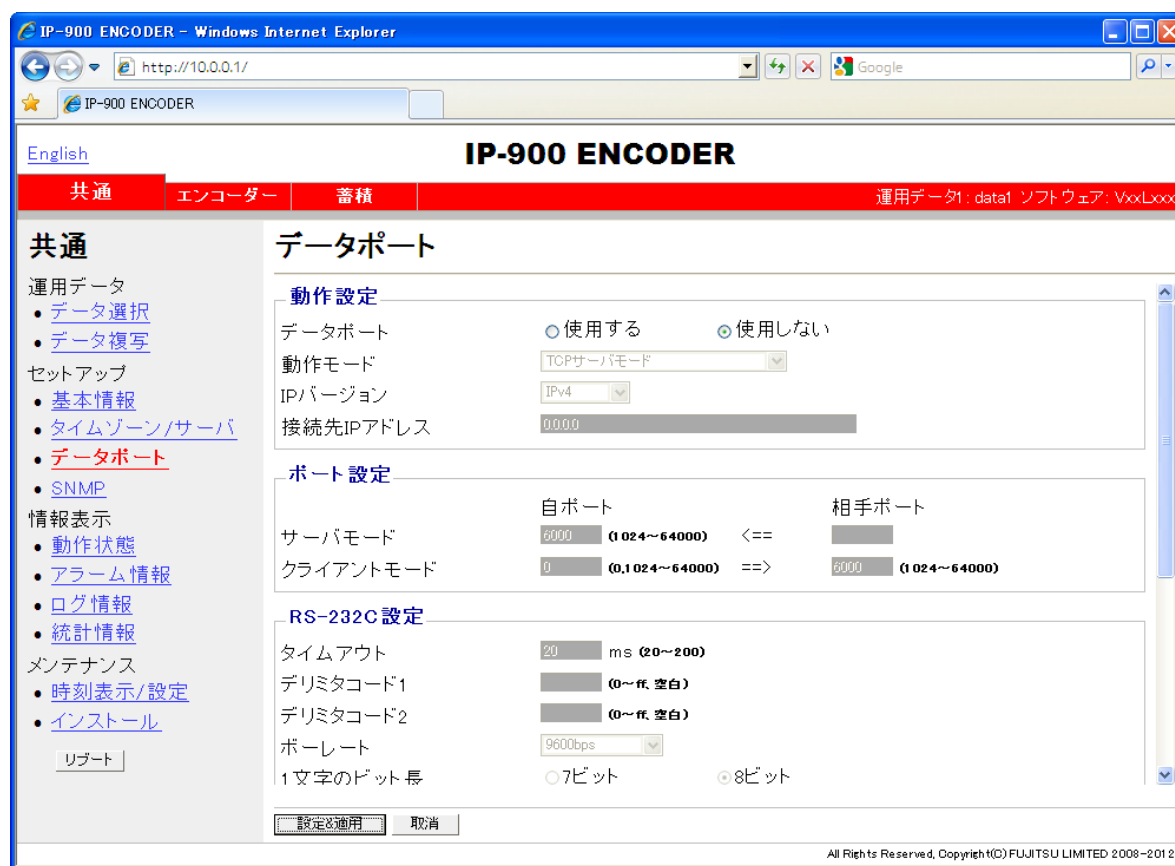 IP-900 ENCODER - Windows Internet Explorer
http://10.0.0.1/
Google
IP-900 ENCODER
English
IP-900 ENCODER
共通 エンコーダー 蓄積 運用データ1: data1 ソフトウェア: VxxLxxx
共通
運用データ
データ選択
データ複写
セットアップ
基本情報
タイムゾーン/サーバ
データポート
SNMP
情報表示
動作状態
アラーム情報
ログ情報
統計情報
メンテナンス
時刻表示/設定
インストール
リブート
データポート
動作設定
データポート 使用する 使用しない
動作モード TCPサーバモード
IPバージョン IPv4
接続先IPアドレス 0.0.0.0
ポート設定
自ポート 相手ポート
サーバモード 6000 (1024～64000) <==
クライアントモード 0 (0,1024～64000) ==> 6000 (1024～64000)
RS-232C設定
タイムアウト 20 ms (20～200)
デリミタコード1 (0～ff, 空白)
デリミタコード2 (0～ff, 空白)
ボーレート 9600bps
1文字のビット長 7ビット 8ビット
設定&適用 取消
All Rights Reserved, Copyright(C) FUJITSU LIMITED 2008-2012